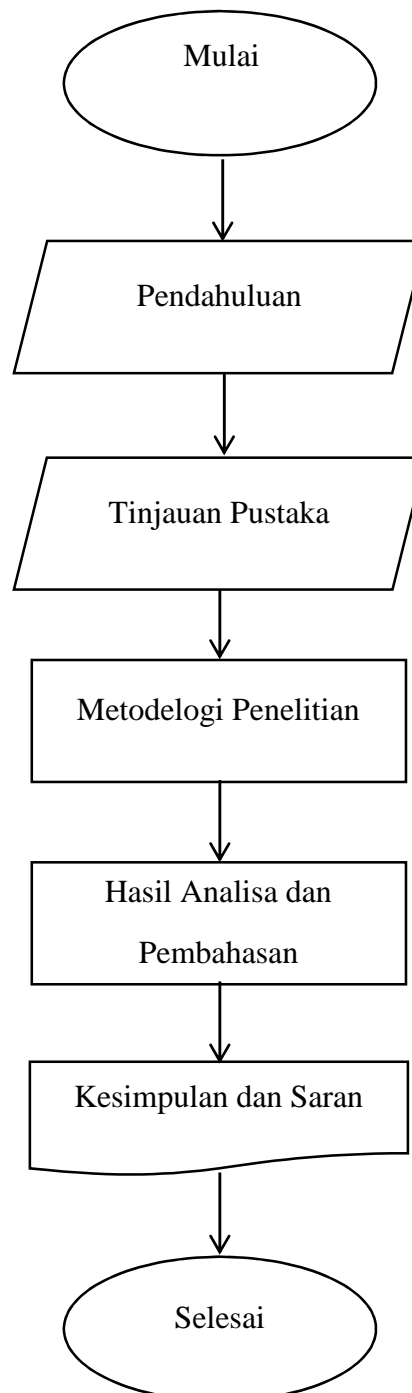 Mulai
Pendahuluan
Tinjauan Pustaka
Metodelogi Penelitian
Hasil Analisa dan
Pembahasan
Kesimpulan dan Saran
Selesai